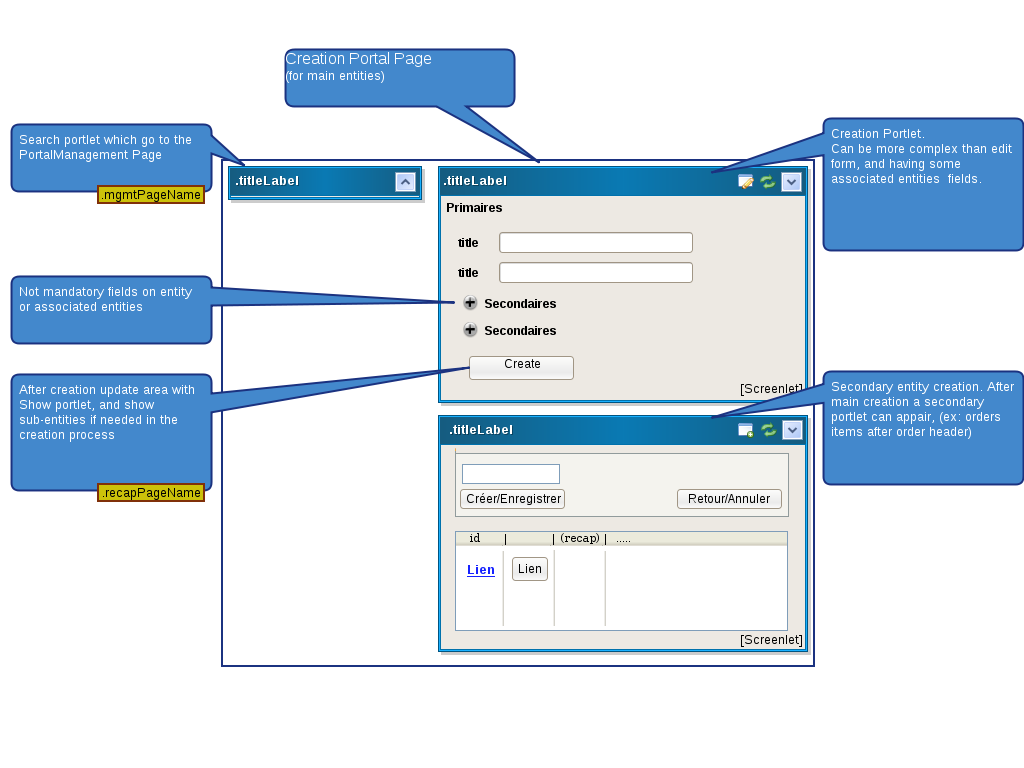 Creation Portal Page
(for main entities)
Search portlet which go to the
PortalManagement Page
.mgmtPageName
Creation Portlet.
Can be more complex than edit
form, and having some
associated entities  fields.
.titleLabel
.titleLabel
Primaires
title
title
Not mandatory fields on entity
or associated entities
Secondaires
Secondaires
Create
[Screenlet]
After creation update area with
Show portlet, and show
sub-entities if needed in the
creation process
.recapPageName
Secondary entity creation. After
main creation a secondary
portlet can appair, (ex: orders
items after order header)
.titleLabel
Créer/Enregistrer
Retour/Annuler
id | | (recap) | .....
Lien
Lien
[Screenlet]